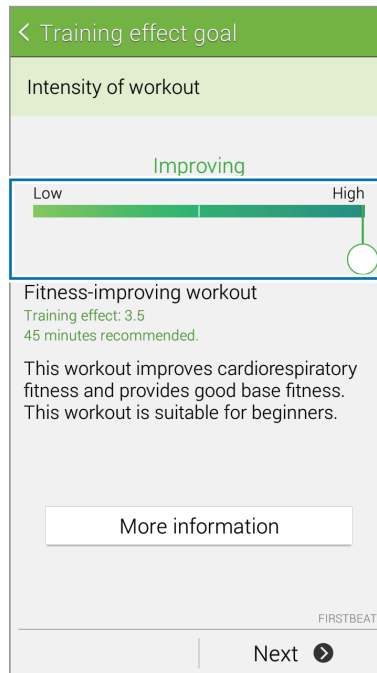 Training effect goal
Intensity of workout
Improving
Low High
Fitness-improving workout
Training effect: 3.5
45 minutes recommended.
This workout improves cardiorespiratory
fitness and provides good base fitness.
This workout is suitable for beginners.
More information
FIRSTBEAT
Next